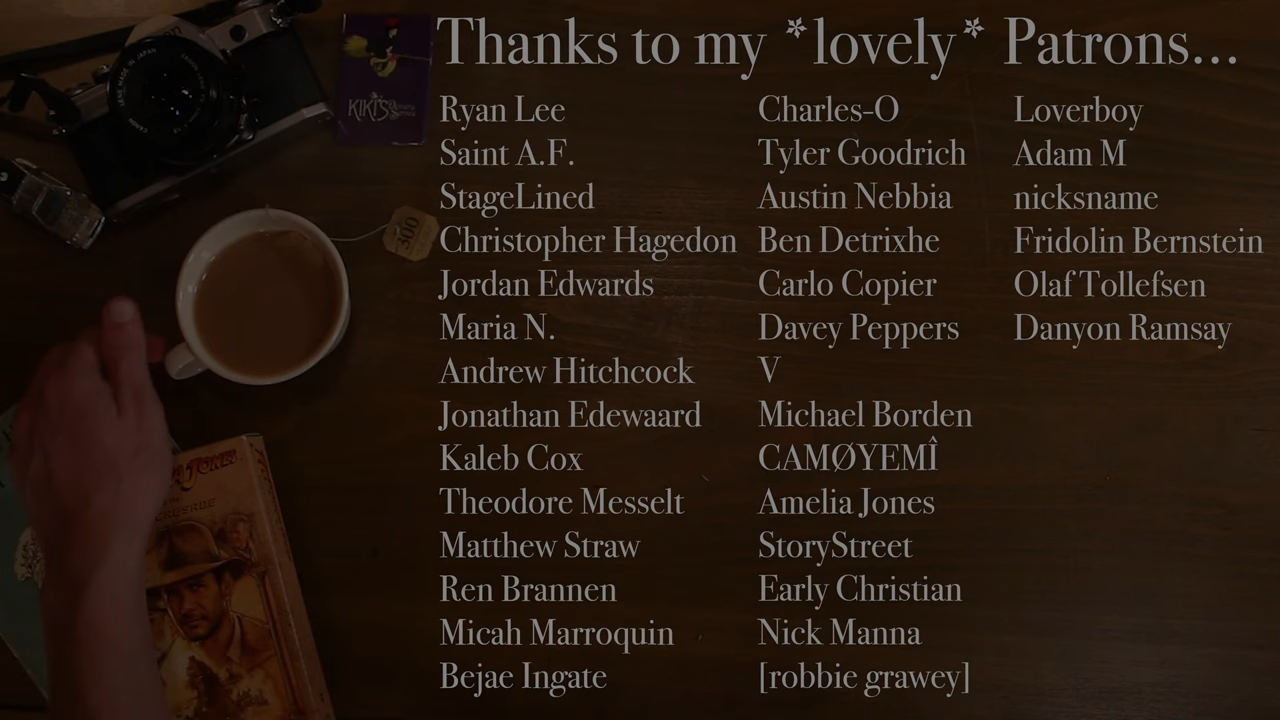 Thanks to my *lovely* Patrons...
Ryan Lee
Saint A.F.
StageLined
Christopher Hagedon
Jordan Edwards
Maria N.
Andrew Hitchcock
Jonathan Edewaard
Kaleb Cox
Theodore Messelt
Matthew Straw
Ren Brannen
Micah Marroquin
Bejae Ingate
Charles-O
Tyler Goodrich
Austin Nebbia
Ben Detrixhe
Carlo Copier
Davey Peppers
V
Michael Borden
CAMØYEMÎ
Amelia Jones
StoryStreet
Early Christian
Nick Manna
[robbie grawey]
Loverboy
Adam M
nicksname
Fridolin Bernstein
Olaf Tollefsen
Danyon Ramsay
KIKI'S
300